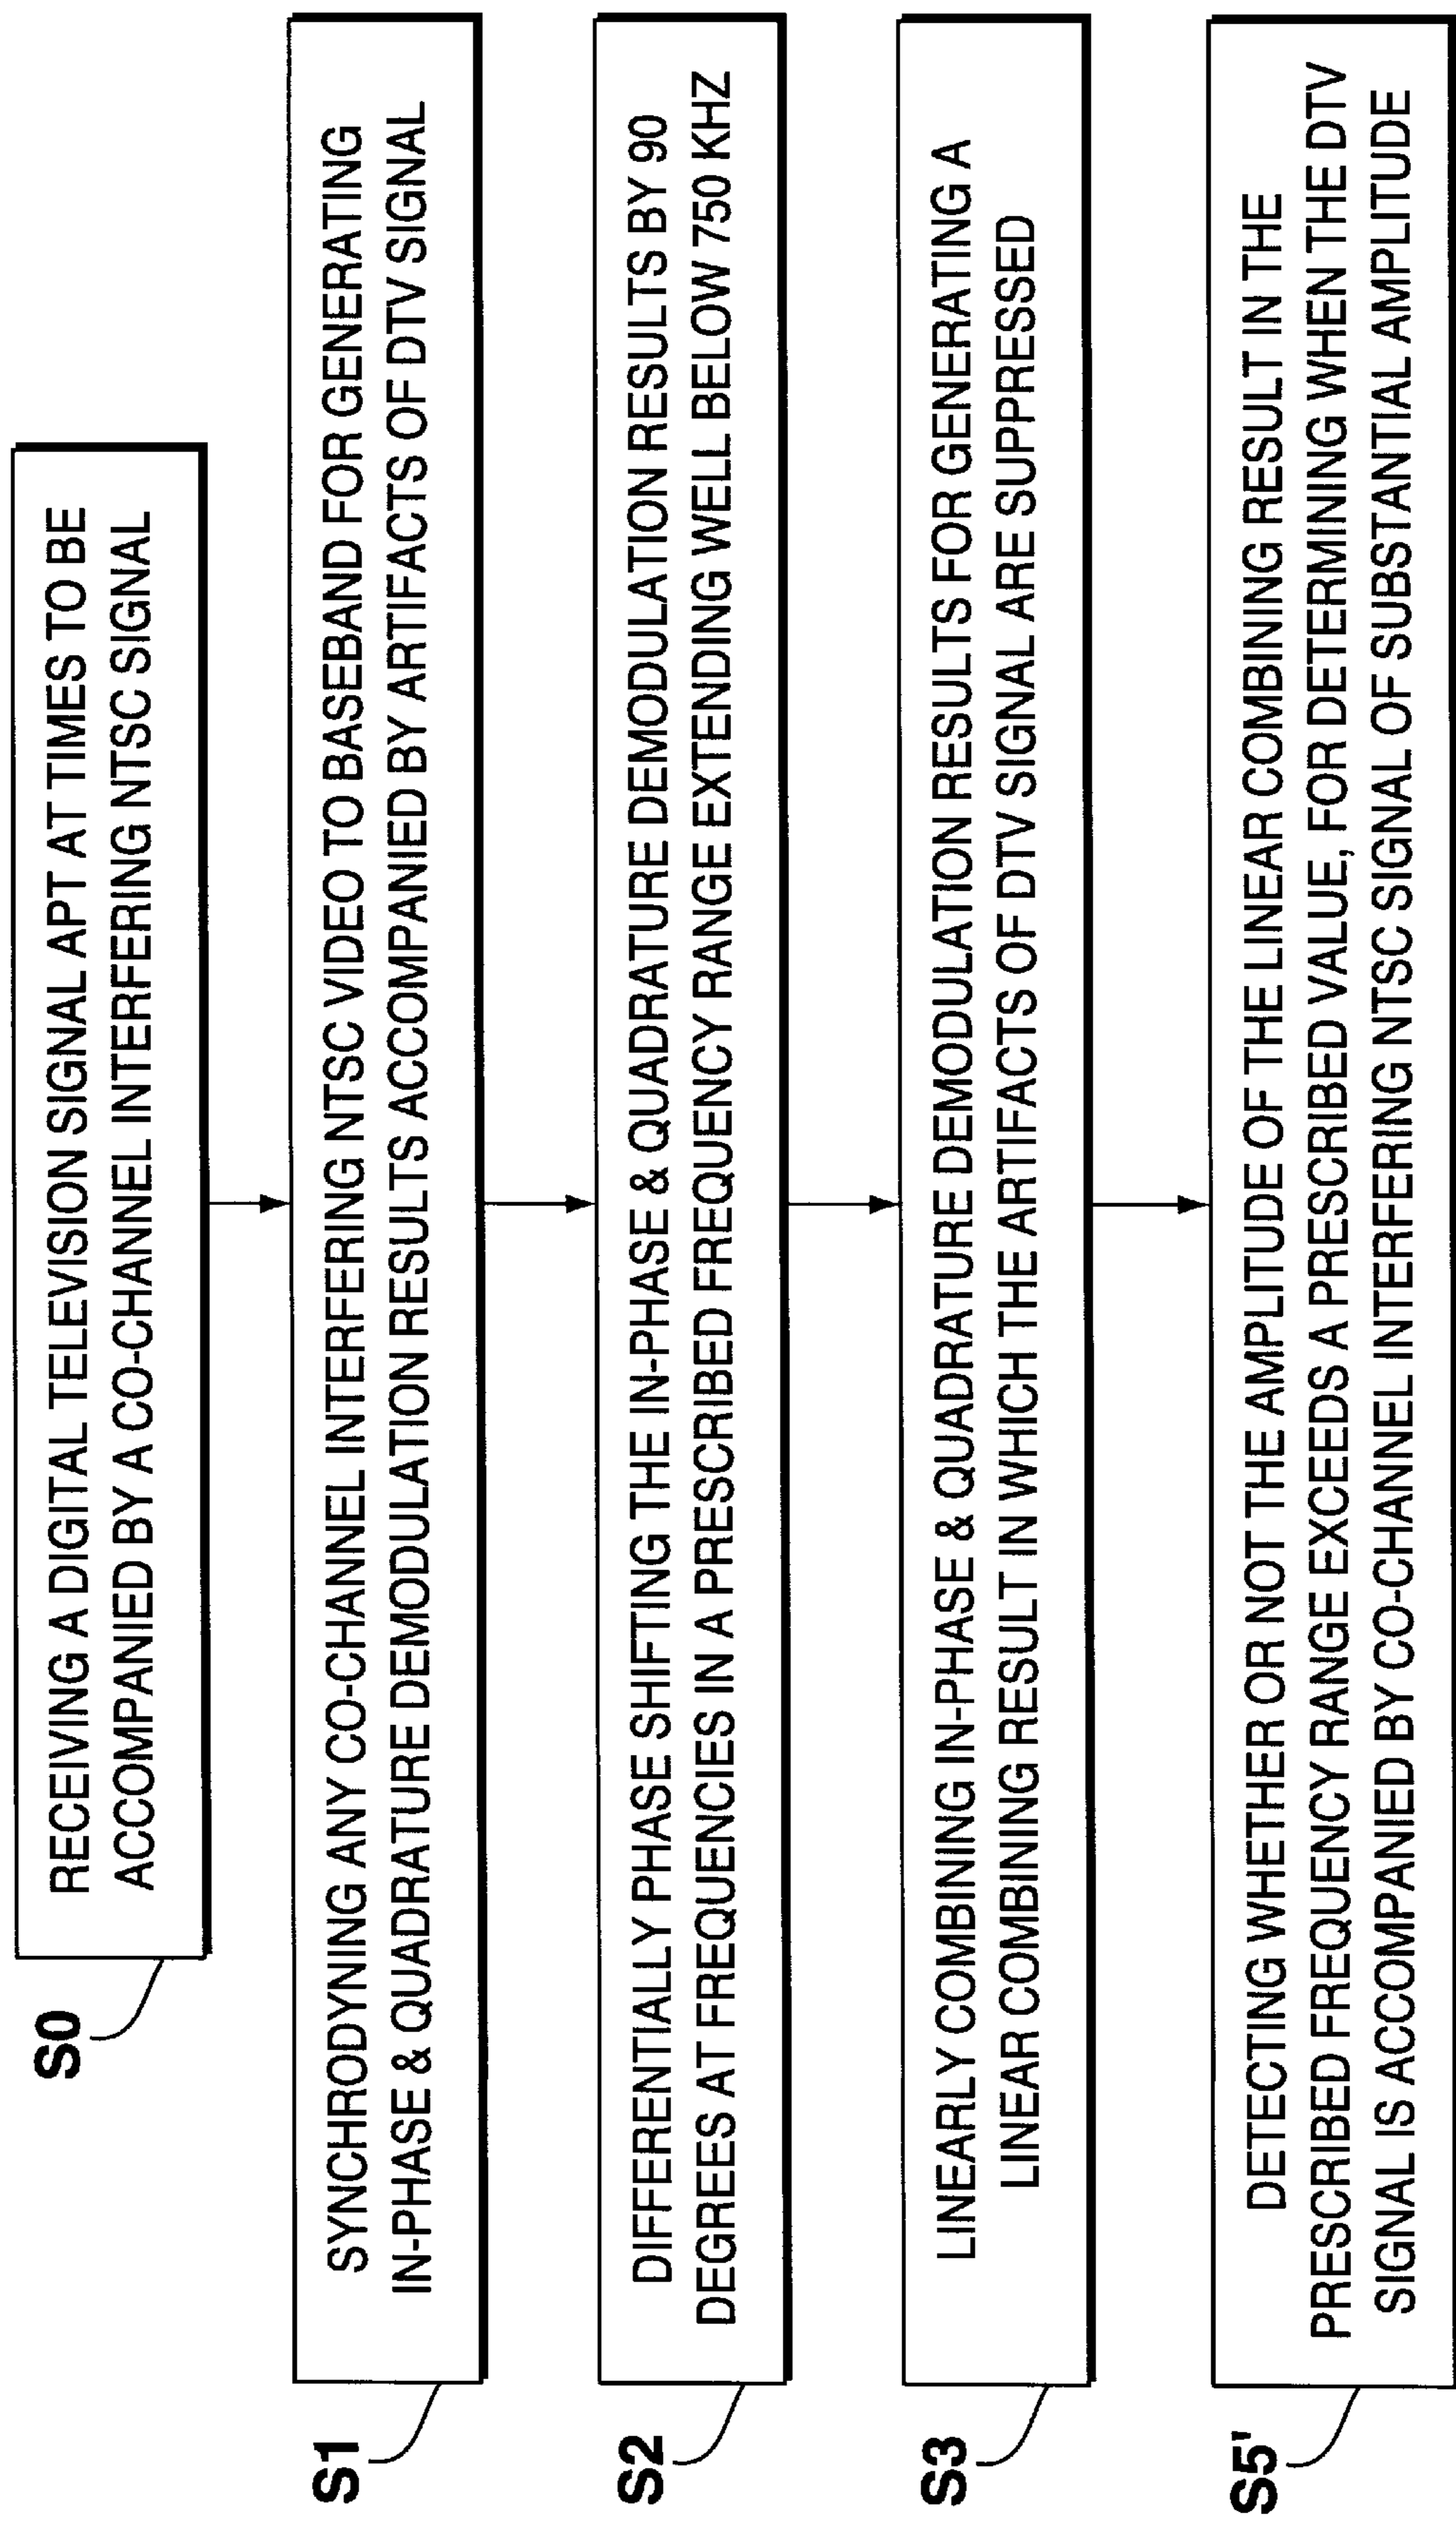 S0
RECEIVING A DIGITAL TELEVISION SIGNAL APT AT TIMES TO BE
ACCOMPANIED BY A CO-CHANNEL INTERFERING NTSC SIGNAL
S1
SYNCHRODYNING ANY CO-CHANNEL INTERFERING NTSC VIDEO TO BASEBAND FOR GENERATING
IN-PHASE & QUADRATURE DEMODULATION RESULTS ACCOMPANIED BY ARTIFACTS OF DTV SIGNAL
S2
DIFFERENTIALLY PHASE SHIFTING THE IN-PHASE & QUADRATURE DEMODULATION RESULTS BY 90
DEGREES AT FREQUENCIES IN A PRESCRIBED FREQUENCY RANGE EXTENDING WELL BELOW 750 KHZ
S3
LINEARLY COMBINING IN-PHASE & QUADRATURE DEMODULATION RESULTS FOR GENERATING A
LINEAR COMBINING RESULT IN WHICH THE ARTIFACTS OF DTV SIGNAL ARE SUPPRESSED
S5'
DETECTING WHETHER OR NOT THE AMPLITUDE OF THE LINEAR COMBINING RESULT IN THE
PRESCRIBED FREQUENCY RANGE EXCEEDS A PRESCRIBED VALUE, FOR DETERMINING WHEN THE DTV
SIGNAL IS ACCOMPANIED BY CO-CHANNEL INTERFERING NTSC SIGNAL OF SUBSTANTIAL AMPLITUDE